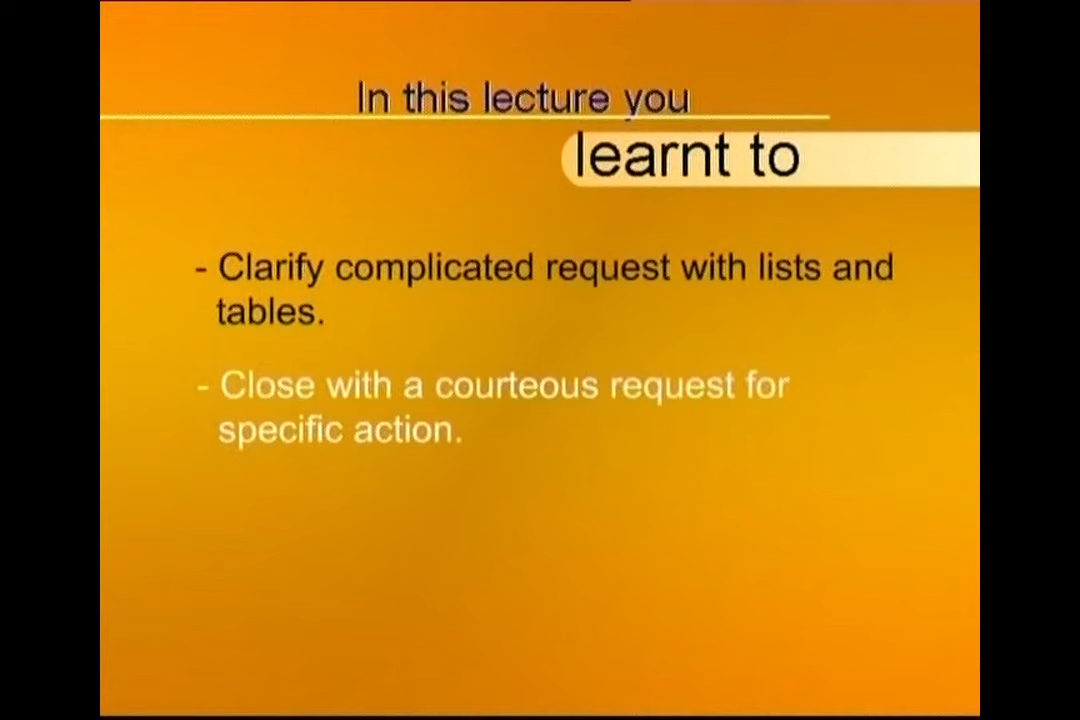 In this lecture you
learnt to
- Clarify complicated request with lists and
tables.
- Close with a courteous request for
specific action.